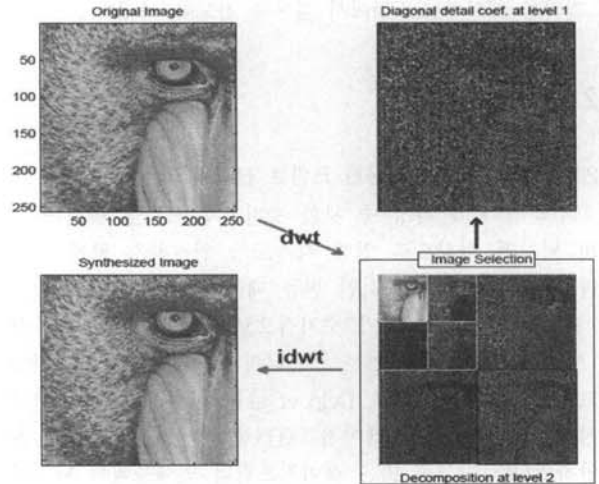 Original Image
Diagonal detail coef. at level 1
50
100
150
200
250
50 100 150 200 250
dwt
Synthesized Image
Image Selection
idwt
Decomposition at level 2